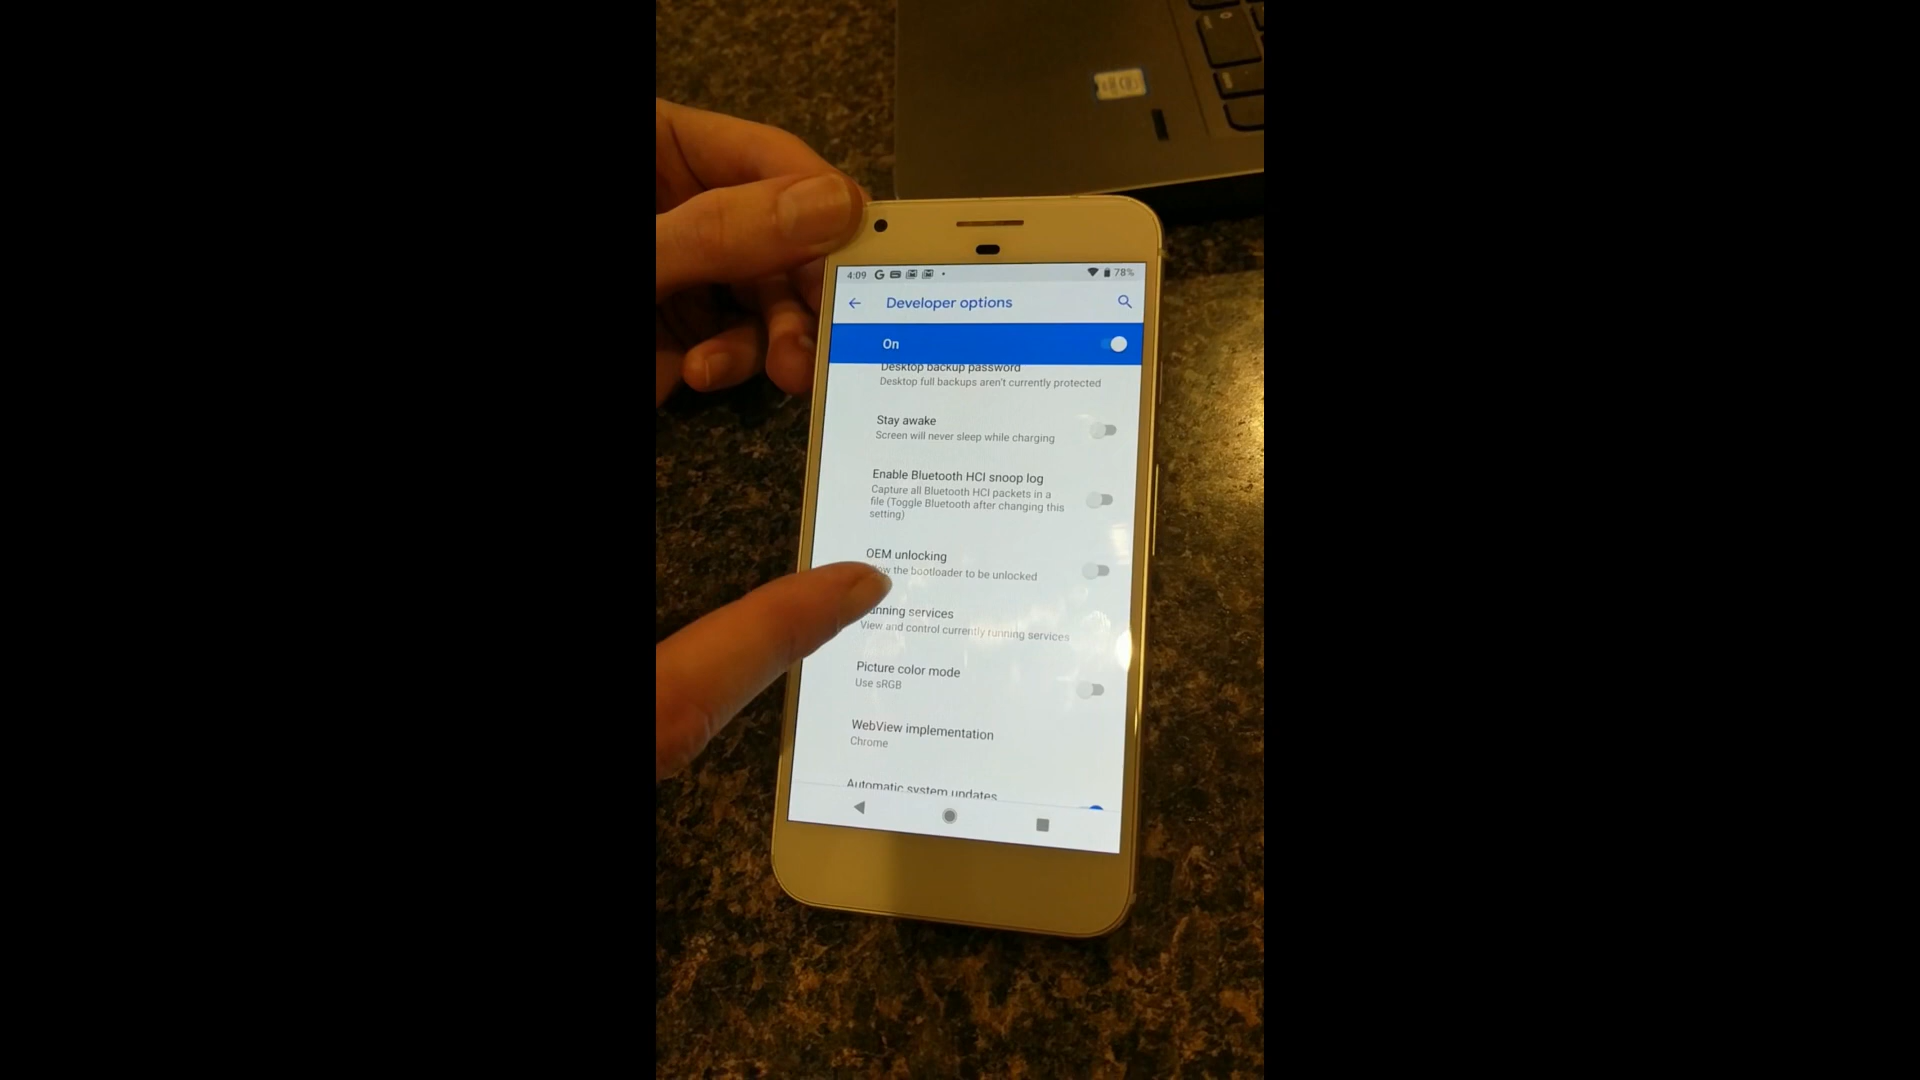 4:09
78%
Developer options
On
Desktop backup password
Desktop full backups aren't currently protected
Stay awake
Screen will never sleep while charging
Enable Bluetooth HCI snoop log
Capture all Bluetooth HCI packets in a
file (Toggle Bluetooth after changing this
setting)
OEM unlocking
the bootloader to be unlocked
services
View and control currently running services
Picture color mode
Use sRGB
WebView implementation
Chrome
Automatic system updates